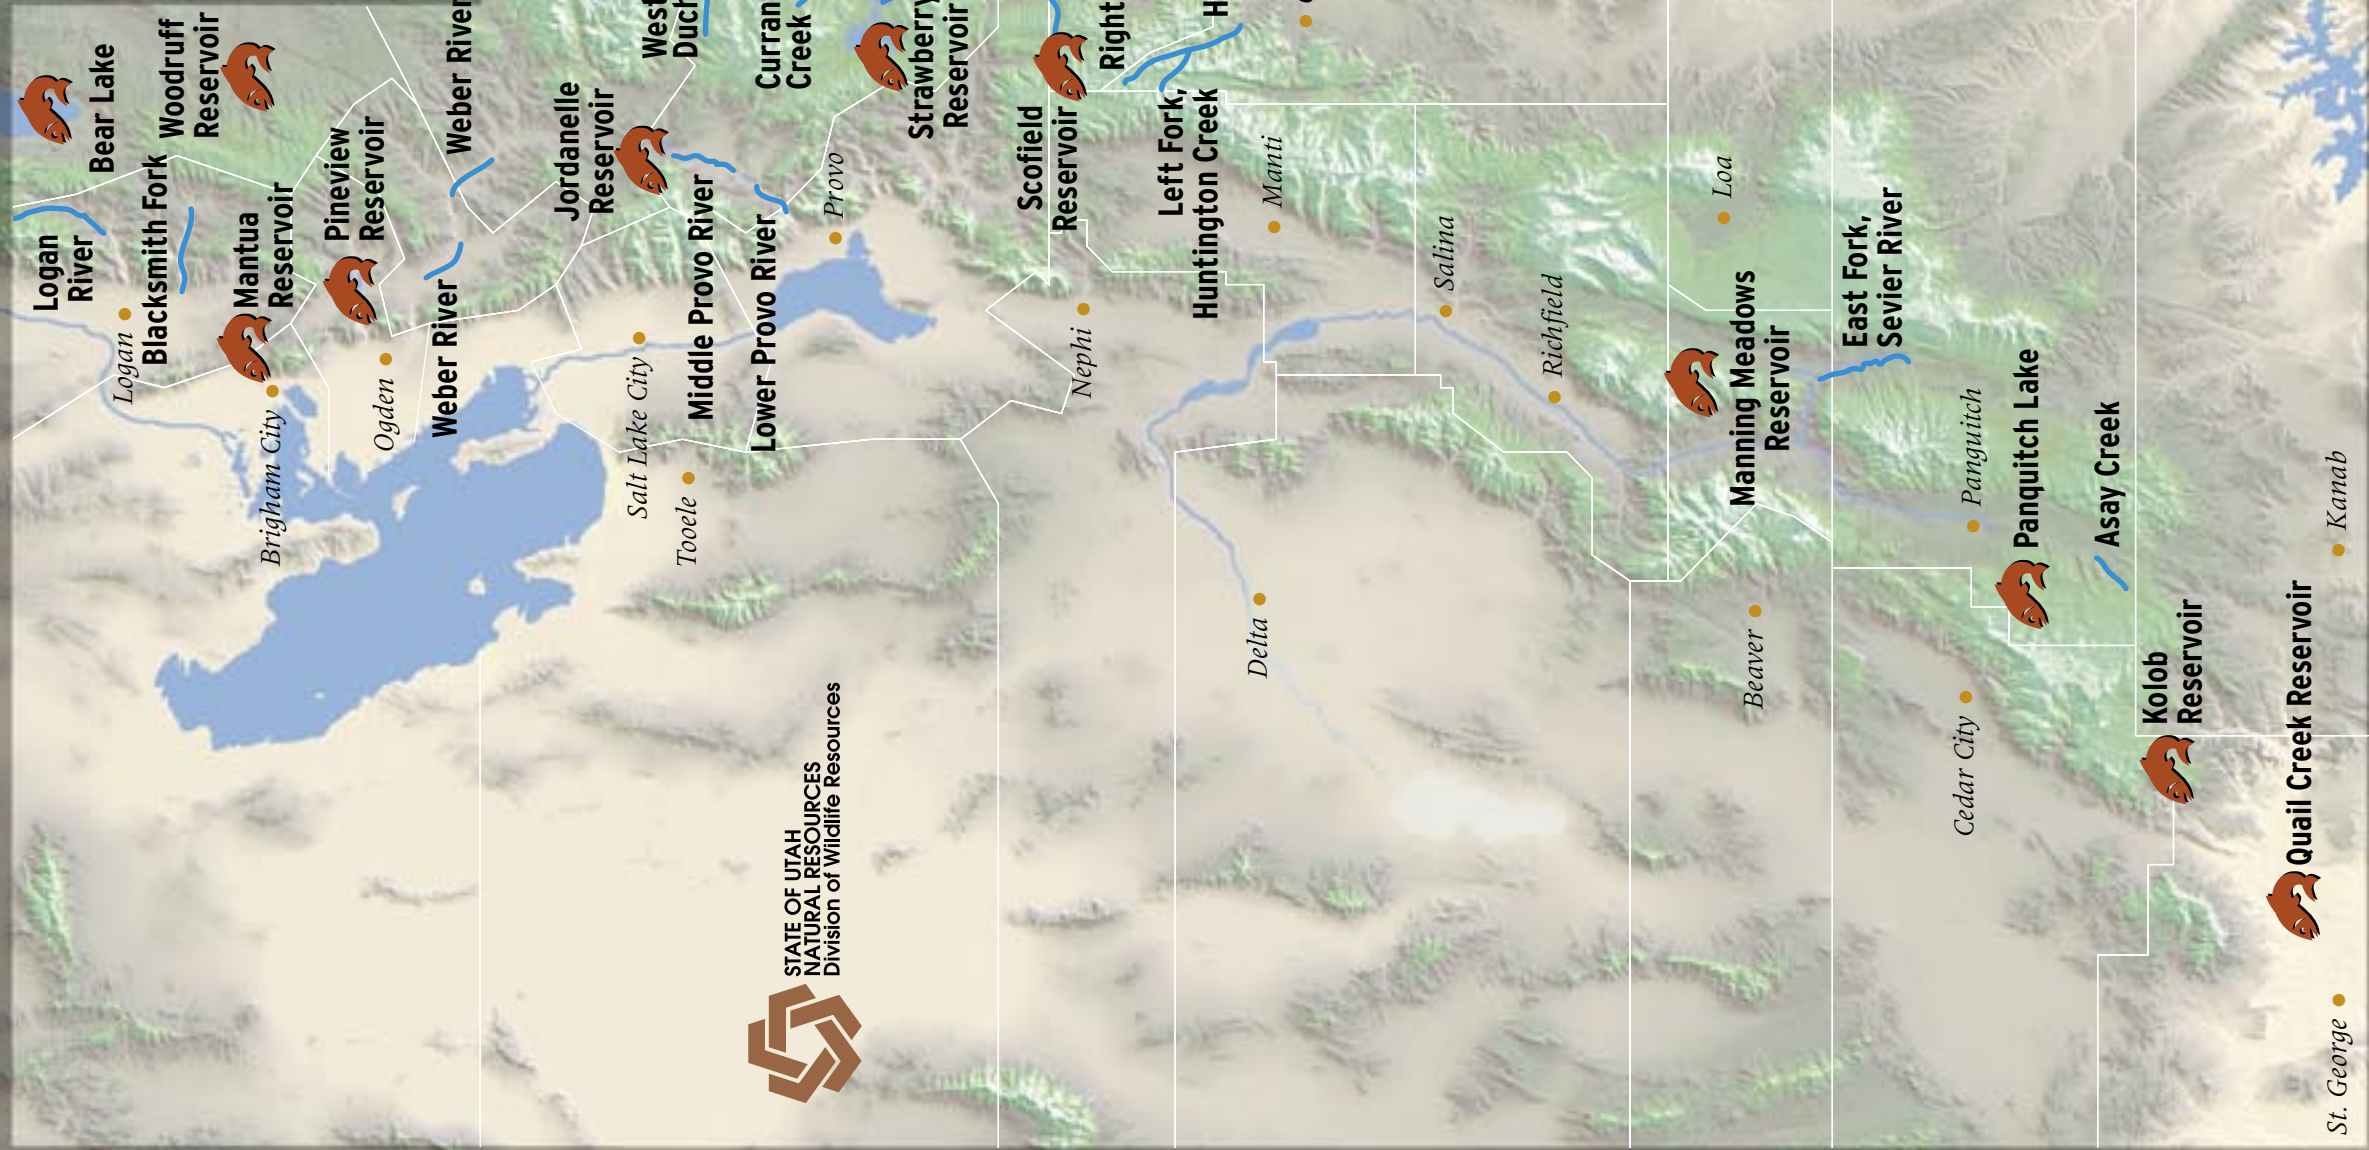 Bear Lake
Woodruff
Reservoir
Logan
River
Logan
Blacksmith Fork
Mantua
Reservoir
Brigham City
Pineview
Reservoir
Ogden
Weber River
Weber River
Jordanelle
Reservoir
Salt Lake City
Tooele
West
Duch
Middle Provo River
Lower Provo River
Curran
Creek
Provo
Strawberry
Reservoir
STATE OF UTAH
NATURAL RESOURCES
Division of Wildlife Resources
Scofield
Reservoir
Nephi
Right
Left Fork,
Huntington Creek
H
Manti
Delta
Salina
Richfield
Loa
Manning Meadows
Reservoir
Beaver
East Fork,
Sevier River
Panguitch
Cedar City
Panquitch Lake
Asay Creek
Kolob
Reservoir
Quail Creek Reservoir
Kanab
St. George